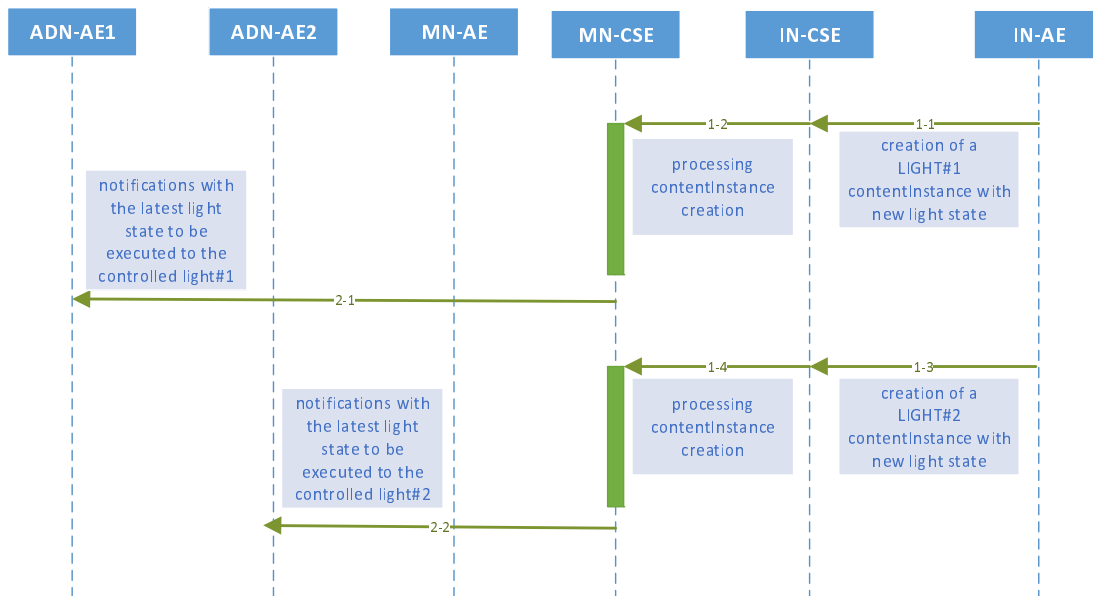 ADN-AE1
ADN-AE2
MN-AE
MN-CSE
IN-CSE
IN-AE
1-2
1-1
processing
contentInstance
creation
creation of a
LIGHT#1
contentInstance with
new light state
notifications with
the latest light
state to be
executed to the
controlled light#1
2-1
1-4
1-3
processing
contentInstance
creation
creation of a
LIGHT#2
contentInstance with
new light state
notifications with
the latest light
state to be
executed to the
controlled light#2
2-2